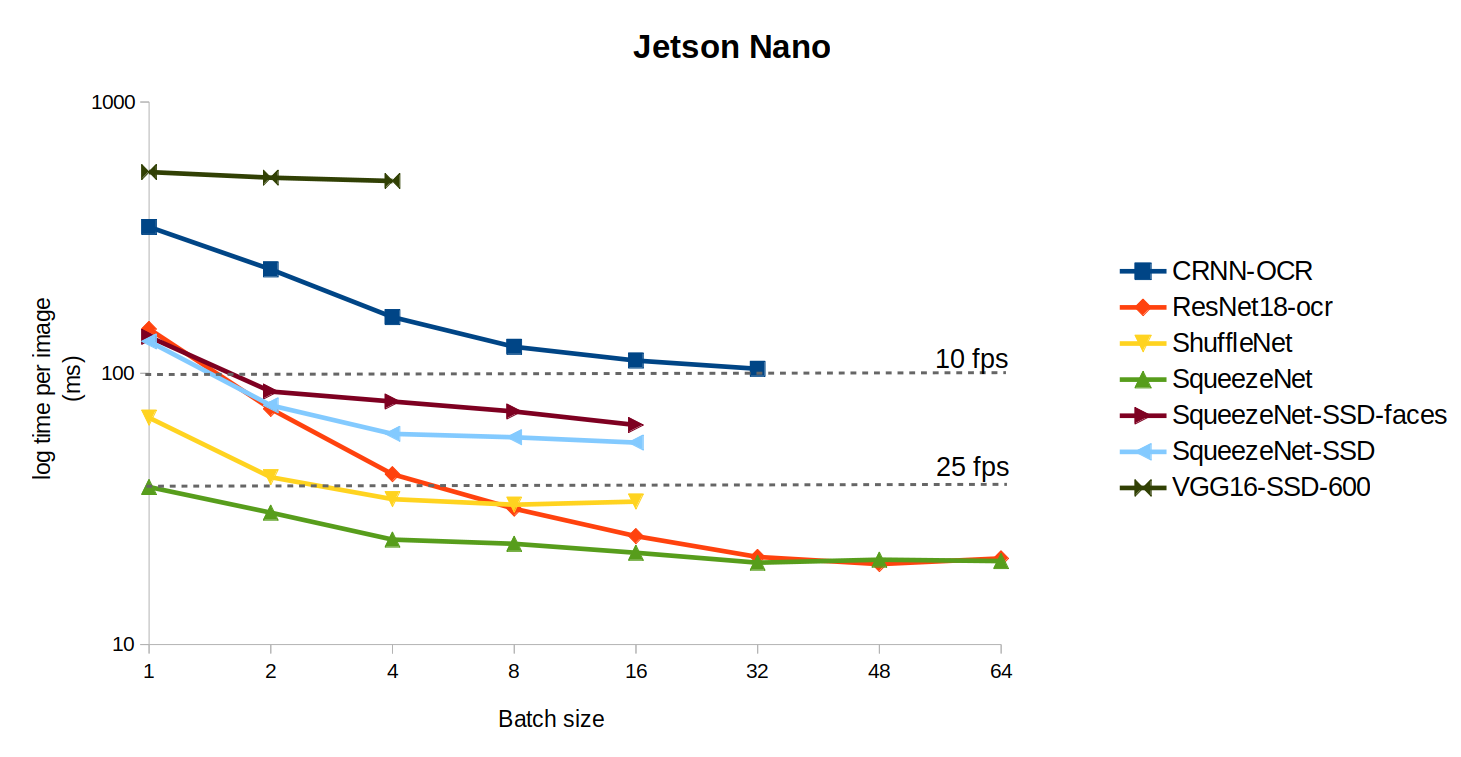 Jetson Nano
1000
100
10
log time per image
(ms)
10 fps
25 fps
1 2 4 8 16 32 48 64
Batch size
CRNN-OCR
ResNet18-ocr
ShuffleNet
SqueezeNet
SqueezeNet-SSD-faces
SqueezeNet-SSD
VGG16-SSD-600